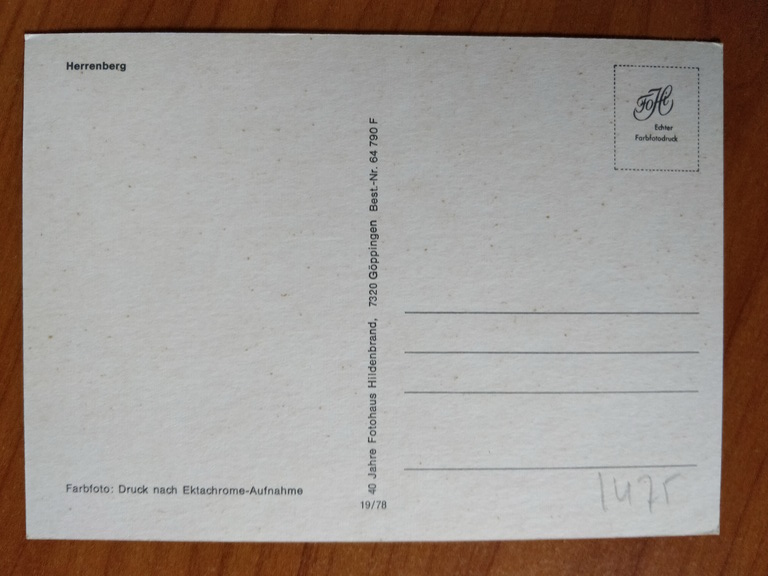 Herrenberg
FoHi
Echter
Farbfotodruck
40 Jahre Fotohaus Hildenbrand, 7320 Göppingen Best.-Nr. 64 790 F
Farbfoto: Druck nach Ektachrome-Aufnahme
19/78
1475